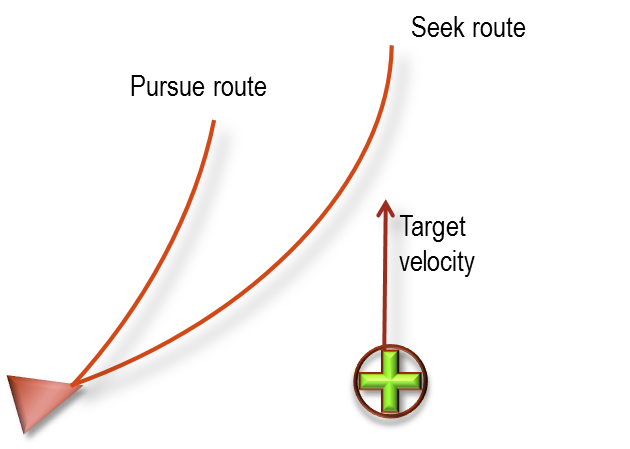 Seek route
Pursue route
Target
velocity